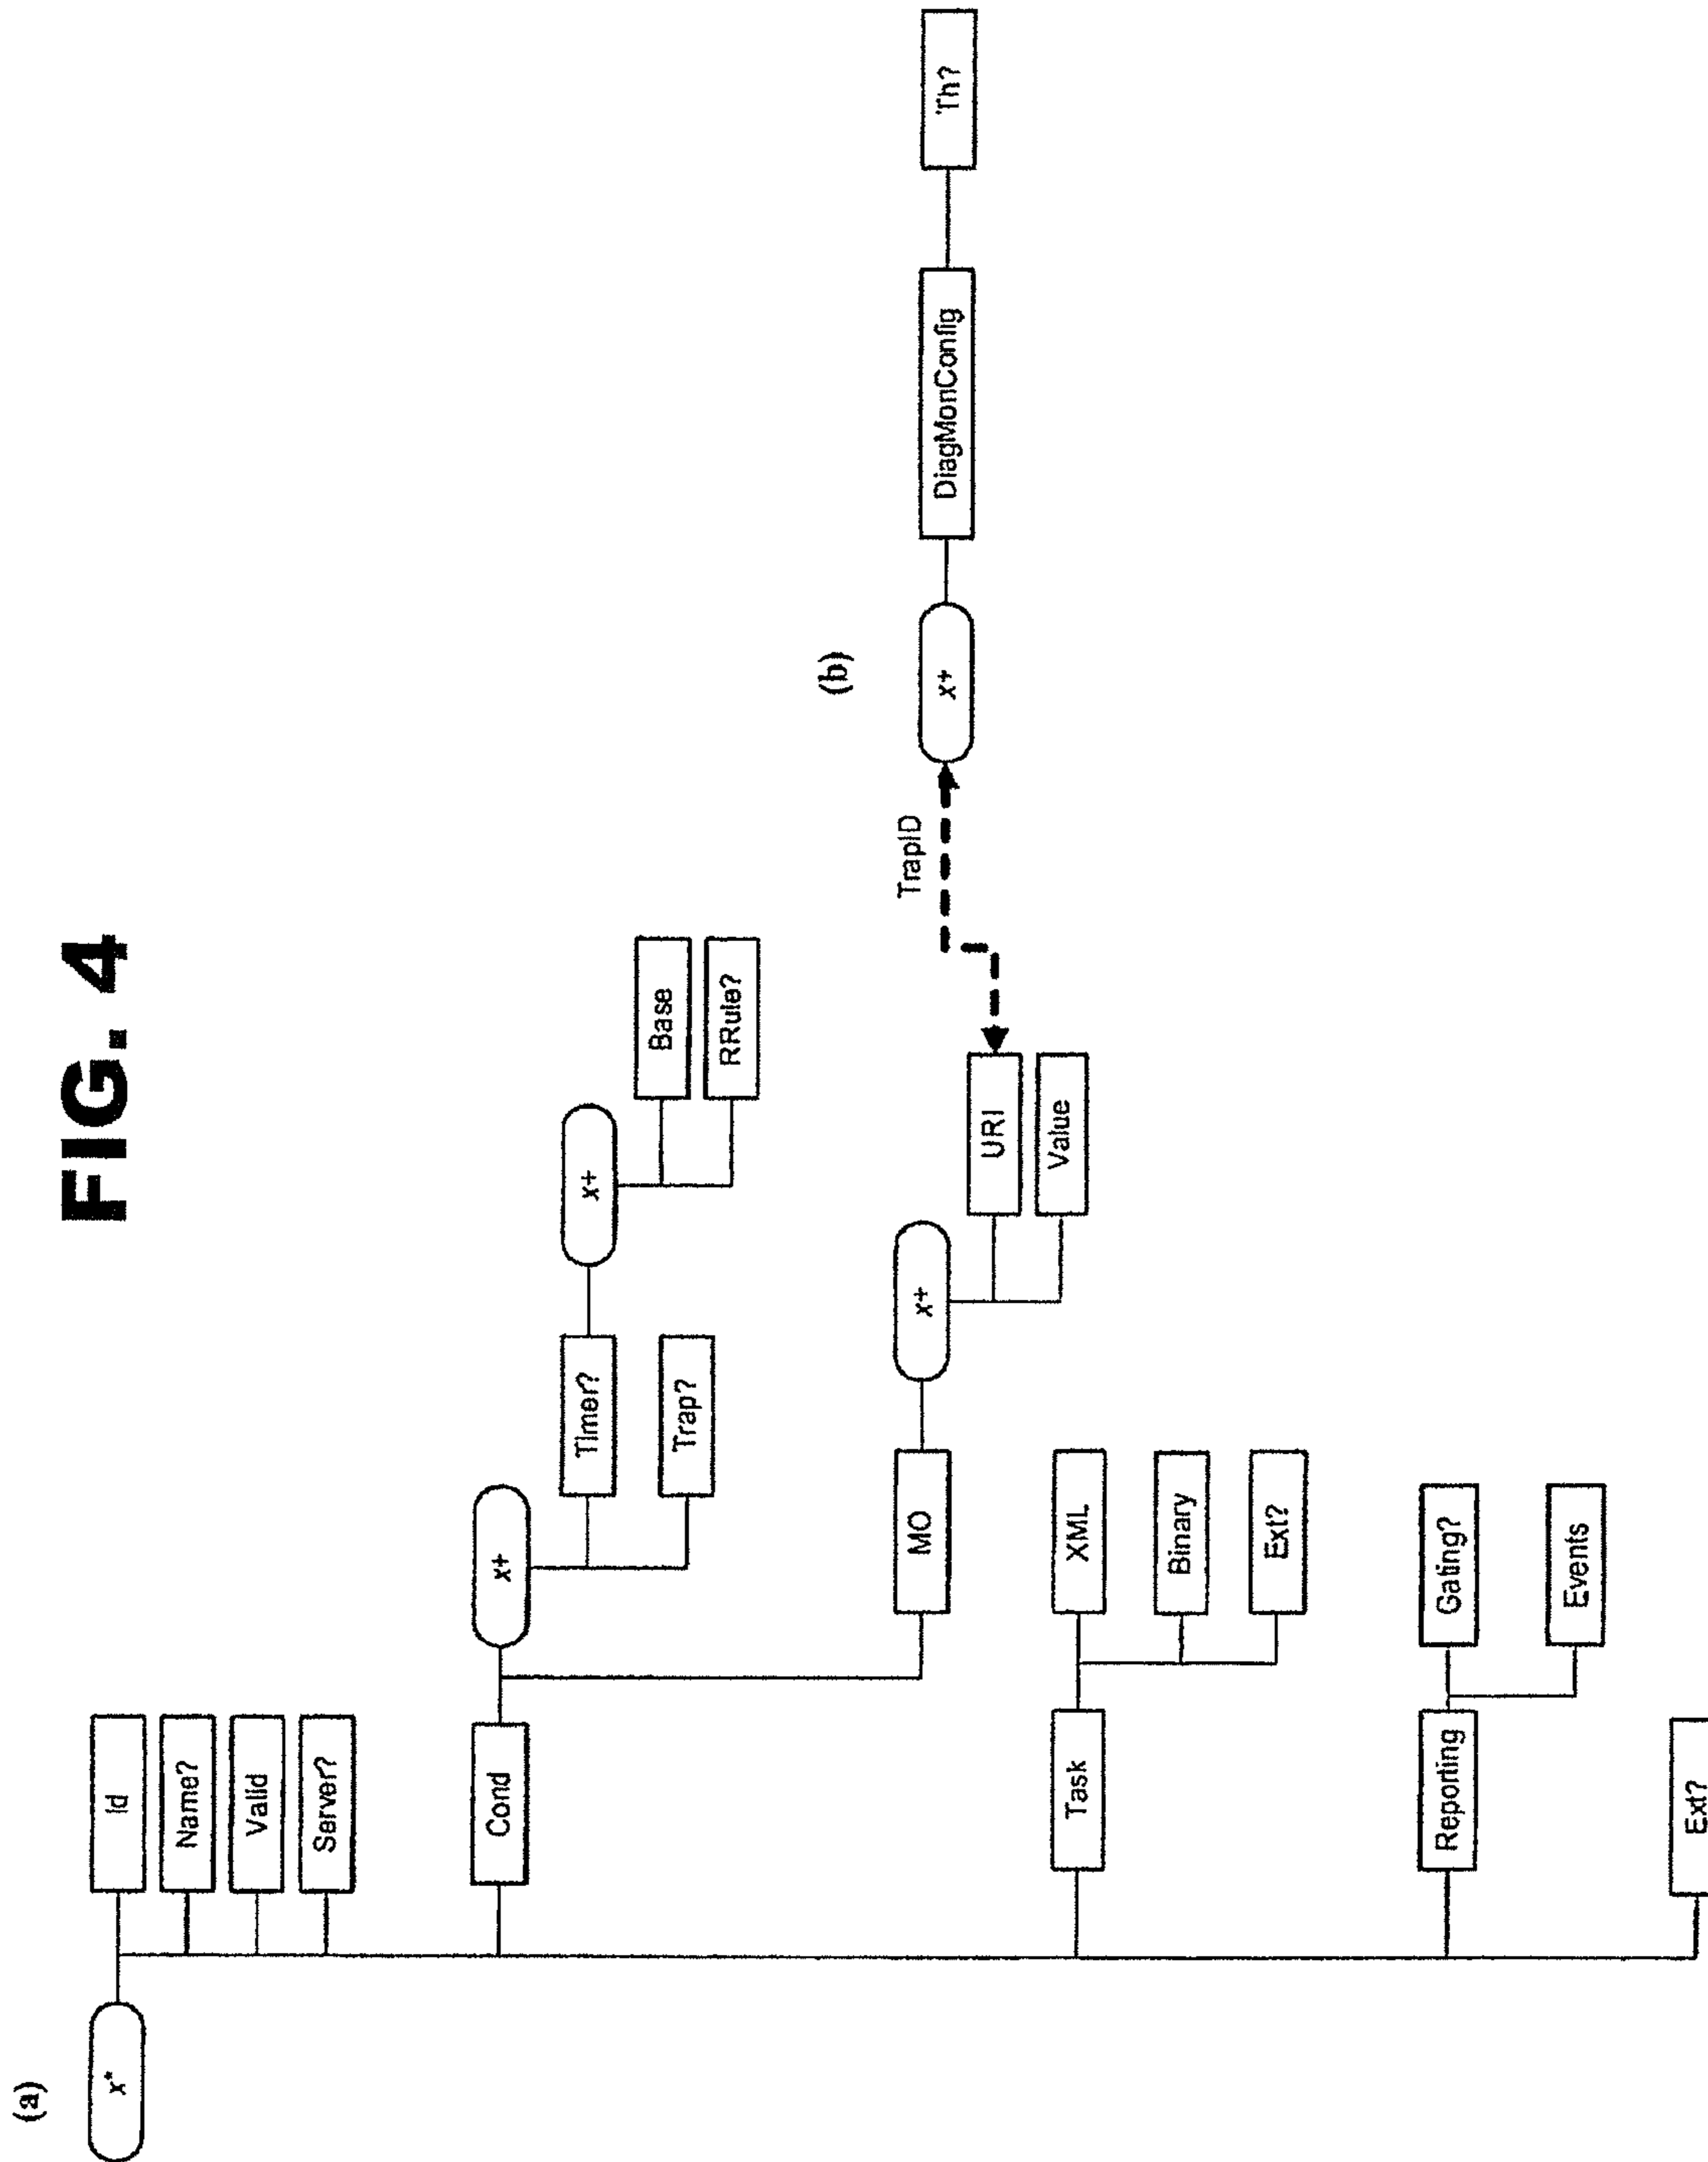 FIG. 4
(a)
x*
Id
Name?
Valid
Server?
Cond
x+
Timer?
x+
Base
RRule?
Trap?
MO
x+
URI
Value
TrapID
(b)
x+
DiagMonConfig
Th?
Task
XML
Binary
Ext?
Reporting
Gating?
Events
Ext?